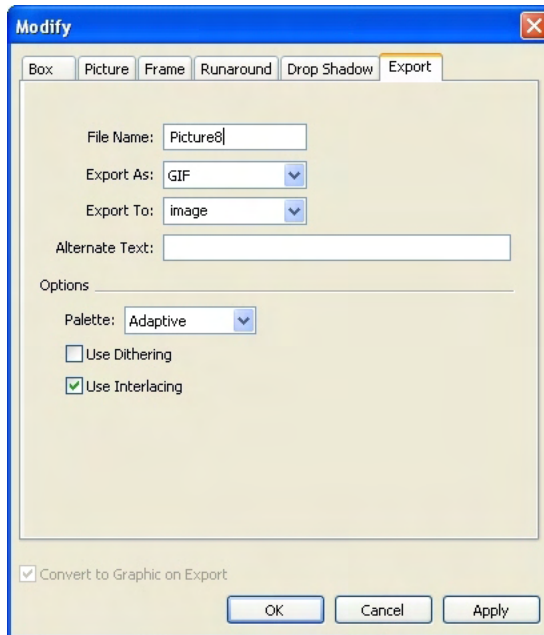 Modify
Box Picture Frame Runaround Drop Shadow Export
File Name: Picture8
Export As: GIF
Export To: image
Alternate Text:
Options
Palette: Adaptive
Use Dithering
Use Interlacing
Convert to Graphic on Export
OK Cancel Apply